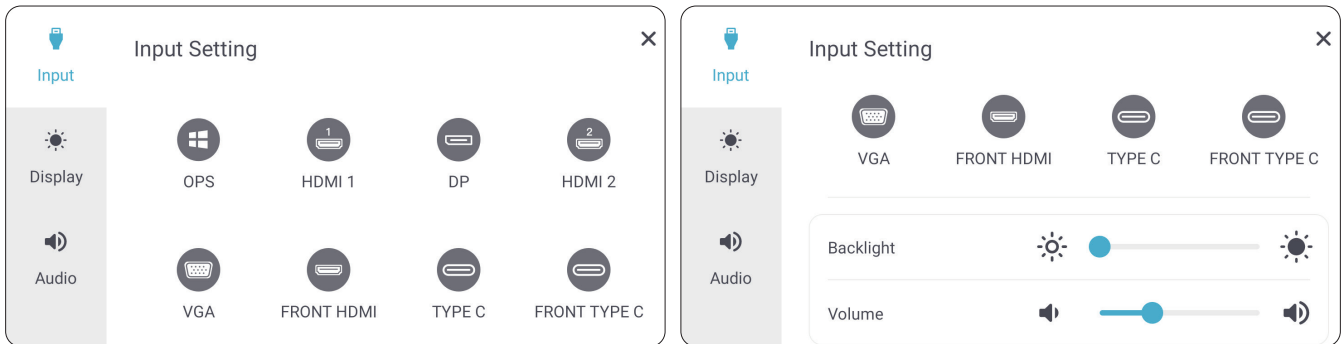 Input Setting
Input
Display
Audio
OPS
1
HDMI 1
DP
2
HDMI 2
VGA
FRONT HDMI
TYPE C
FRONT TYPE C
Input Setting
Input
Display
Audio
VGA
FRONT HDMI
TYPE C
FRONT TYPE C
Backlight
Volume